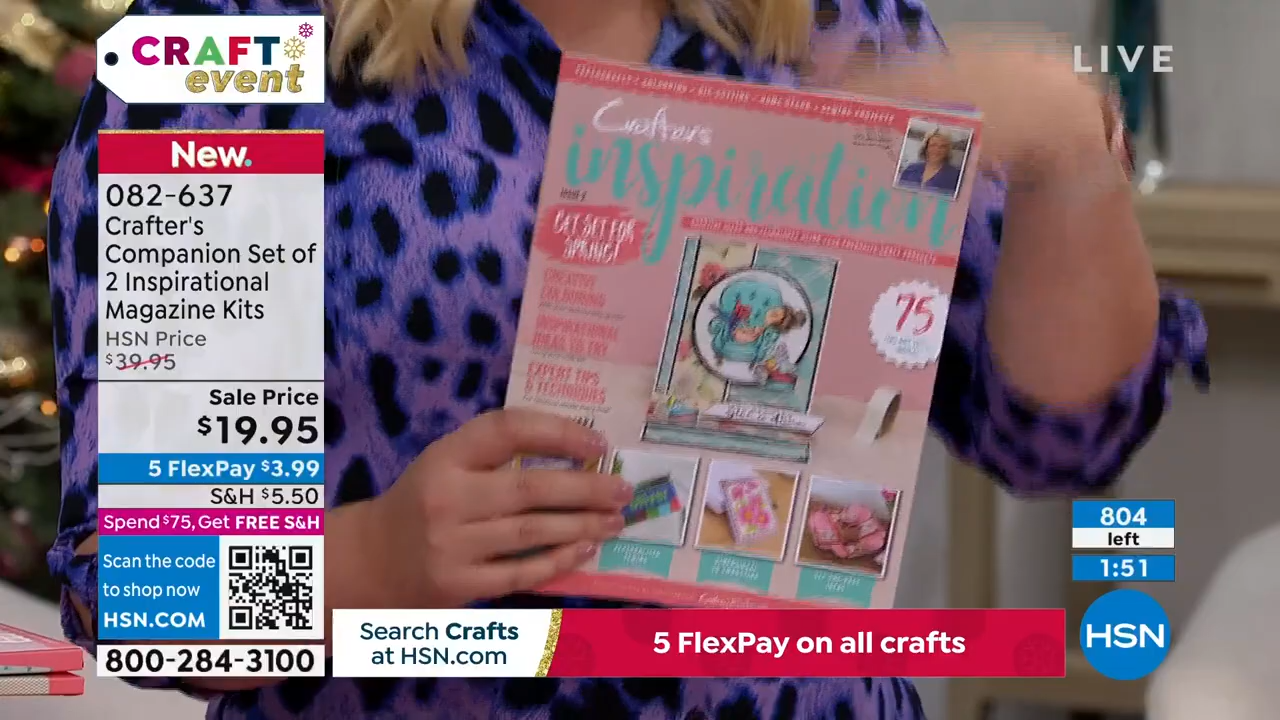 CRAFT
event
New.
082-637
Crafter's
Companion Set of
2 Inspirational
Magazine Kits
HSN Price
$39.95
Sale Price
$19.95
5 FlexPay $3.99
S&H $5.50
Spend $75, Get FREE S&H
Scan the code
to shop now
HSN.COM
800-284-3100
LIVE
Crafters
inspiration
GET SET FOR
SPRING!
CREATIVE
COLOURING
INSPIRATIONAL
IDEAS TO TRY
EXPERT TIPS
& TECHNIQUES
75
804
left
1:51
HSN
Search Crafts
at HSN.com
5 FlexPay on all crafts